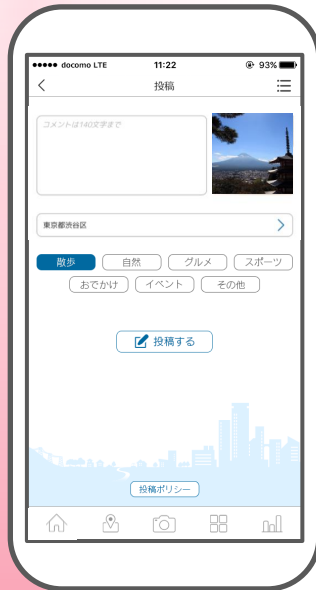 docomo LTE 11:22 93%
投稿
コメントは140文字まで
東京都渋谷区
散歩 自然 グルメ スポーツ
おでかけ イベント その他
投稿する
投稿ポリシー